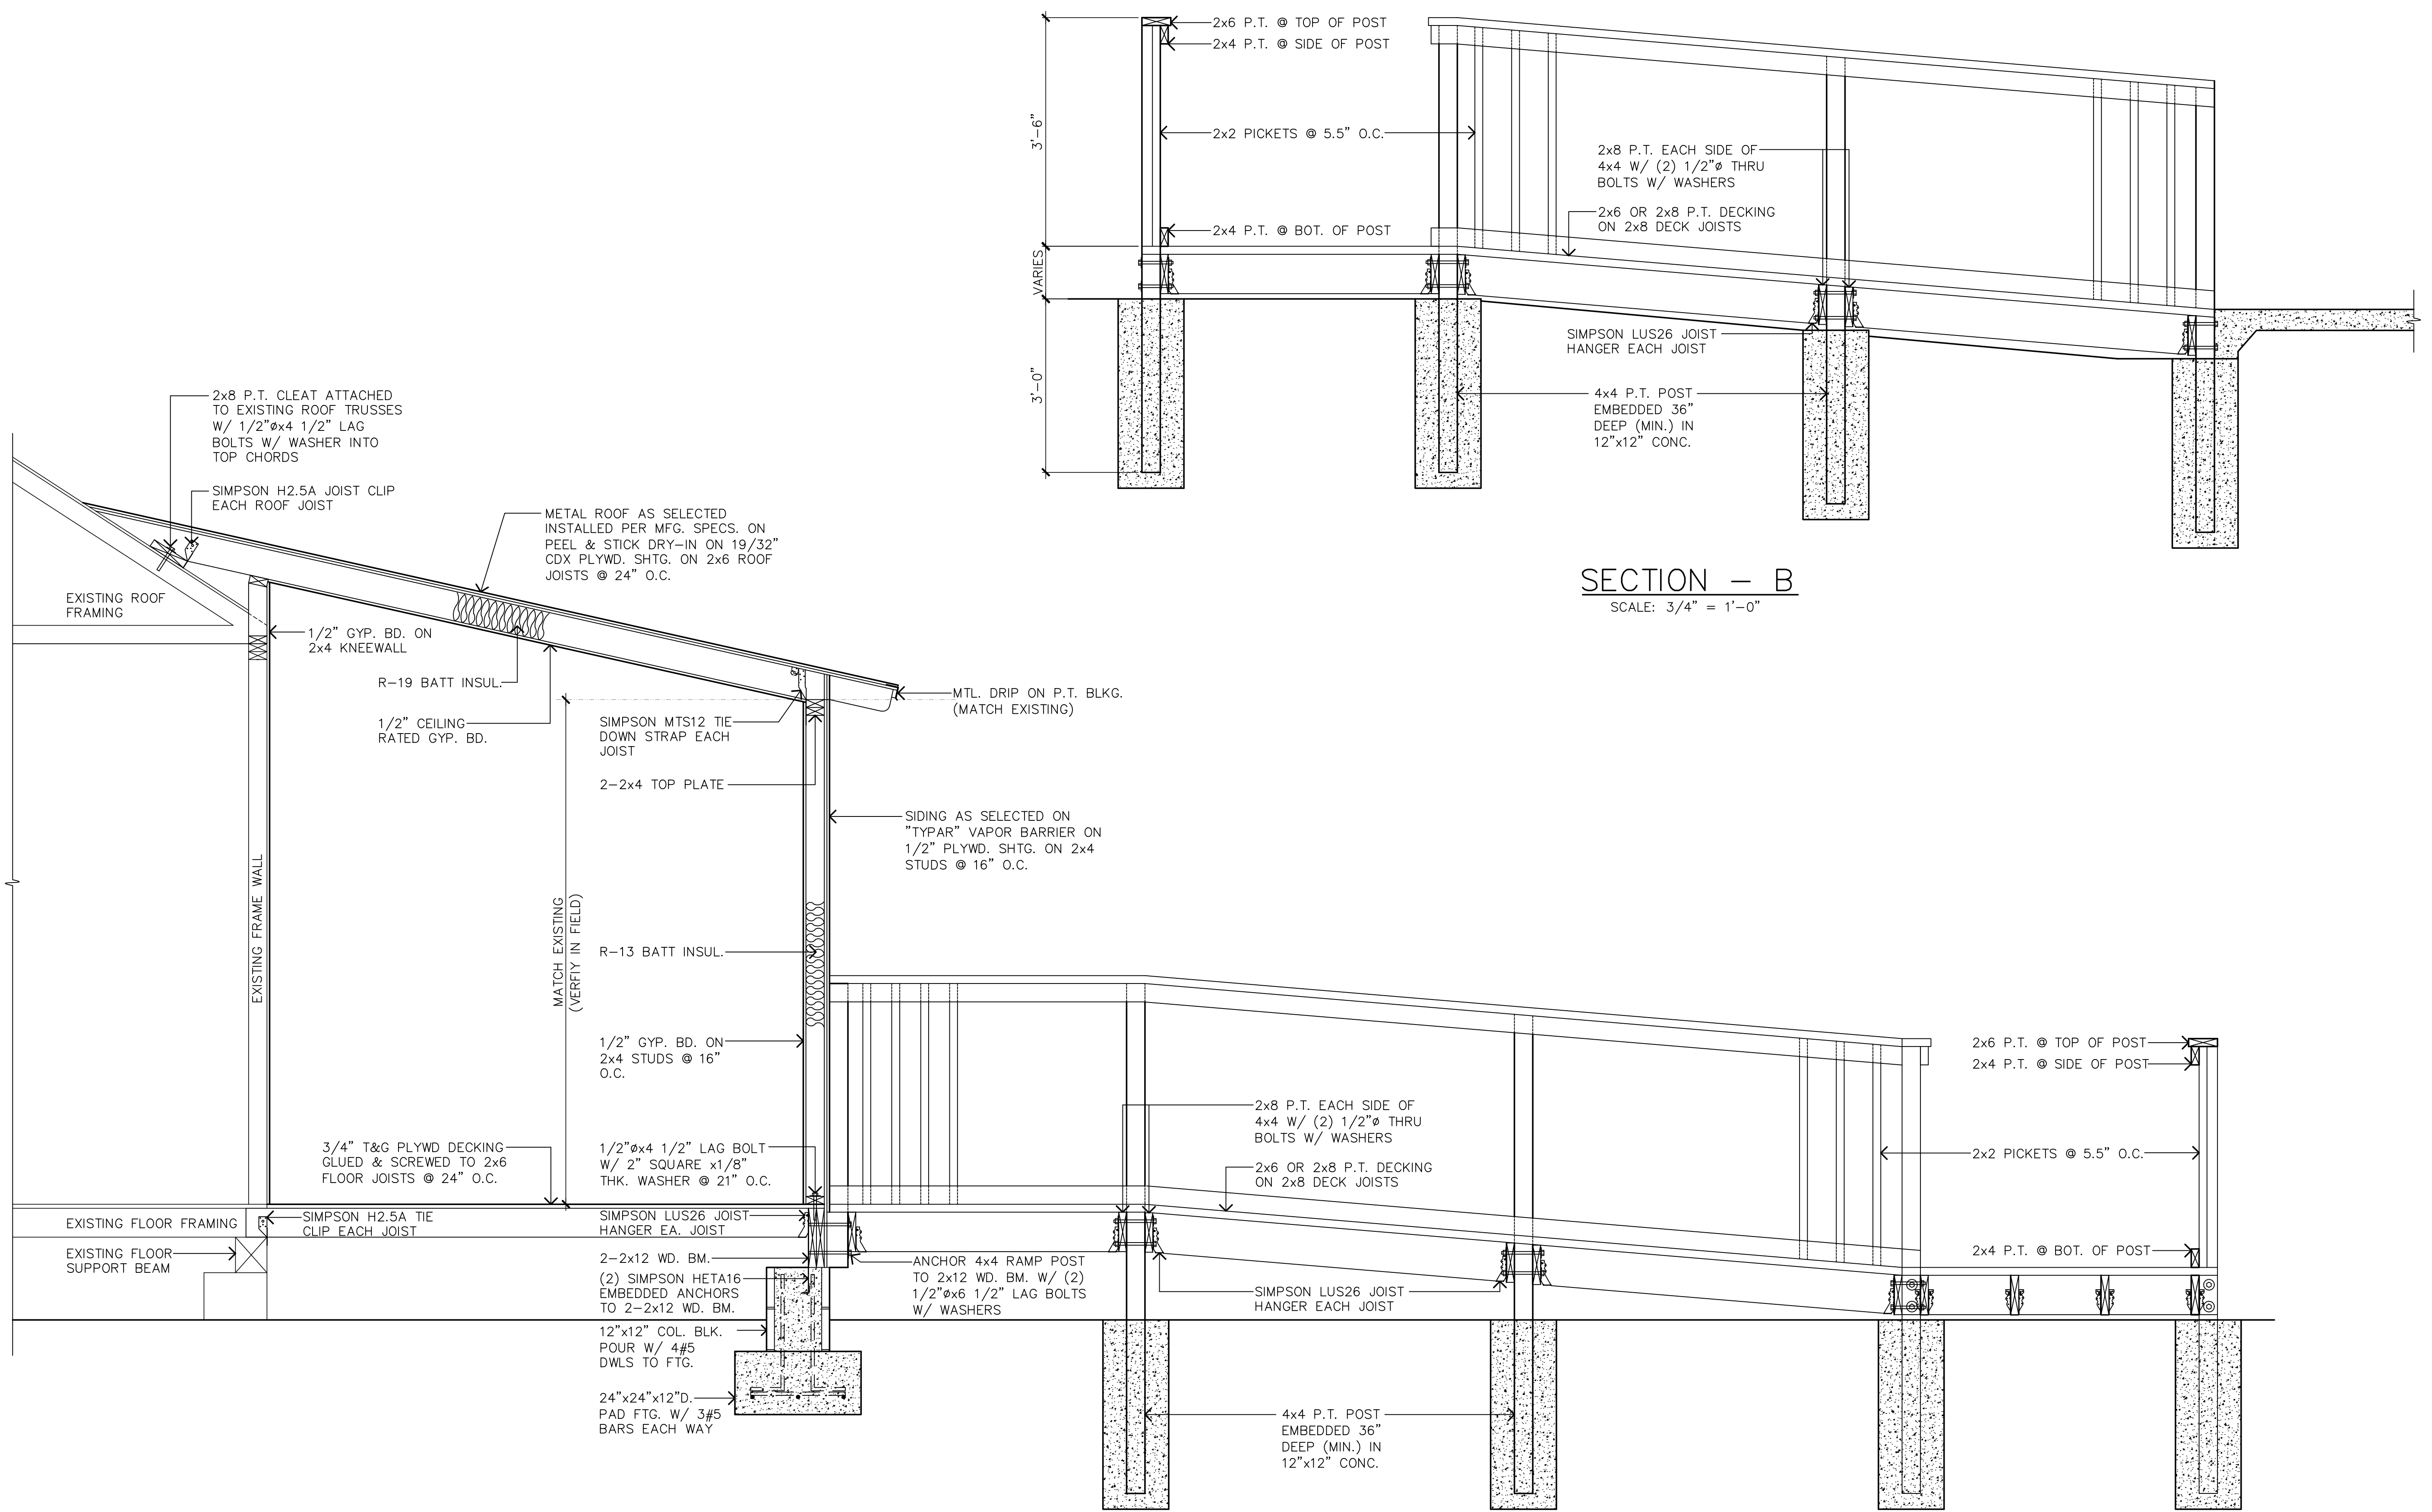 2x6 P.T. @ TOP OF POST
2x4 P.T. @ SIDE OF POST
3'-6"
2x2 PICKETS @ 5.5" O.C.
2x8 P.T. EACH SIDE OF
4x4 W/ (2) 1/2"ø THRU
BOLTS W/ WASHERS
2x6 OR 2x8 P.T. DECKING
ON 2x8 DECK JOISTS
2x4 P.T. @ BOT. OF POST
VARIES
SIMPSON LUS26 JOIST
HANGER EACH JOIST
3'-0"
4x4 P.T. POST
EMBEDDED 36"
DEEP (MIN.) IN
12"x12" CONC.
SECTION - B
SCALE: 3/4" = 1'-0"
2x8 P.T. CLEAT ATTACHED
TO EXISTING ROOF TRUSSES
W/ 1/2"øx4 1/2" LAG
BOLTS W/ WASHER INTO
TOP CHORDS
SIMPSON H2.5A JOIST CLIP
EACH ROOF JOIST
METAL ROOF AS SELECTED
INSTALLED PER MFG. SPECS. ON
PEEL & STICK DRY-IN ON 19/32"
CDX PLYWD. SHTG. ON 2x6 ROOF
JOISTS @ 24" O.C.
EXISTING ROOF
FRAMING
1/2" GYP. BD. ON
2x4 KNEEWALL
R-19 BATT INSUL.
1/2" CEILING
RATED GYP. BD.
MTL. DRIP ON P.T. BLKG.
(MATCH EXISTING)
SIMPSON MTS12 TIE
DOWN STRAP EACH
JOIST
2-2x4 TOP PLATE
SIDING AS SELECTED ON
"TYPAR" VAPOR BARRIER ON
1/2" PLYWD. SHTG. ON 2x4
STUDS @ 16" O.C.
EXISTING FRAME WALL
MATCH EXISTING
(VERFIY IN FIELD)
R-13 BATT INSUL.
1/2" GYP. BD. ON
2x4 STUDS @ 16"
O.C.
3/4" T&G PLYWD DECKING
GLUED & SCREWED TO 2x6
FLOOR JOISTS @ 24" O.C.
1/2"øx4 1/2" LAG BOLT
W/ 2" SQUARE x1/8"
THK. WASHER @ 21" O.C.
EXISTING FLOOR FRAMING
SIMPSON H2.5A TIE
CLIP EACH JOIST
SIMPSON LUS26 JOIST
HANGER EA. JOIST
EXISTING FLOOR
SUPPORT BEAM
2-2x12 WD. BM.
(2) SIMPSON HETA16
EMBEDDED ANCHORS
TO 2-2x12 WD. BM.
12"x12" COL. BLK.
POUR W/ 4#5
DWLS TO FTG.
24"x24"x12"D.
PAD FTG. W/ 3#5
BARS EACH WAY
ANCHOR 4x4 RAMP POST
TO 2x12 WD. BM. W/ (2)
1/2"øx6 1/2" LAG BOLTS
W/ WASHERS
2x8 P.T. EACH SIDE OF
4x4 W/ (2) 1/2"ø THRU
BOLTS W/ WASHERS
2x6 OR 2x8 P.T. DECKING
ON 2x8 DECK JOISTS
SIMPSON LUS26 JOIST
HANGER EACH JOIST
4x4 P.T. POST
EMBEDDED 36"
DEEP (MIN.) IN
12"x12" CONC.
2x6 P.T. @ TOP OF POST
2x4 P.T. @ SIDE OF POST
2x2 PICKETS @ 5.5" O.C.
2x4 P.T. @ BOT. OF POST